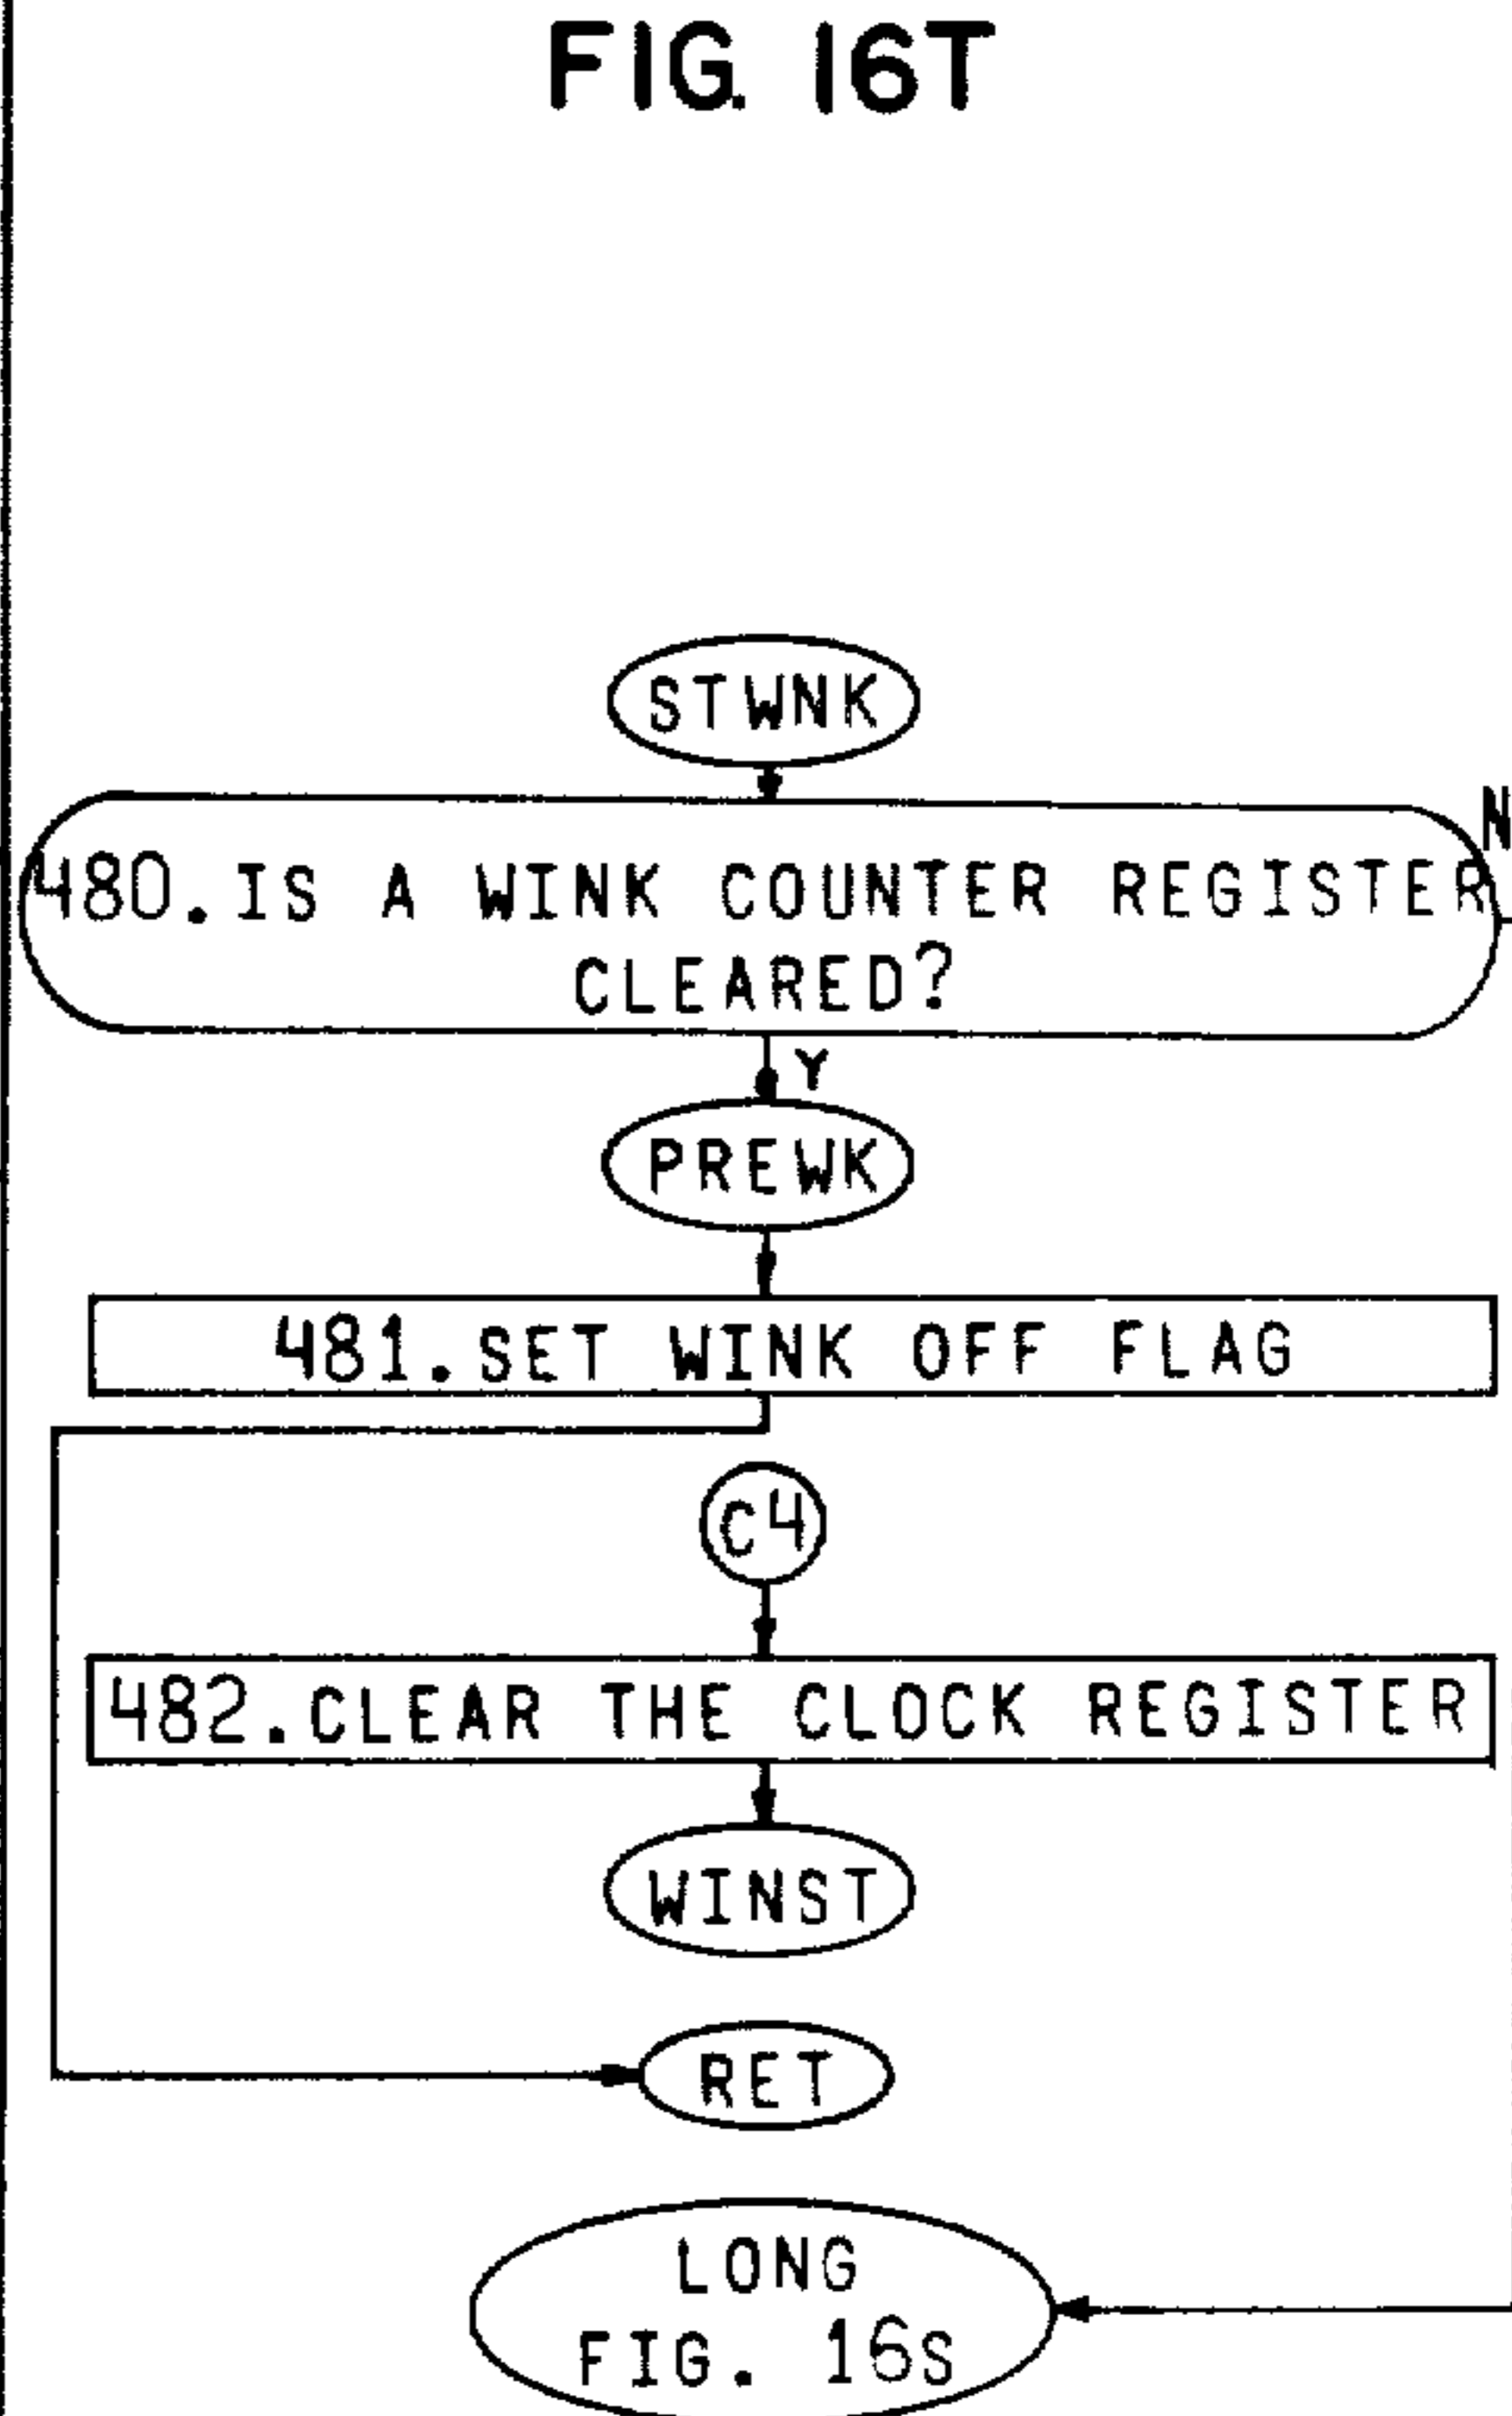 FIG. 16T
STWNK
N
480.IS A WINK COUNTER REGISTER
CLEARED?
Y
PREWK
481.SET WINK OFF FLAG
C4
482.CLEAR THE CLOCK REGISTER
WINST
RET
LONG
FIG. 16S